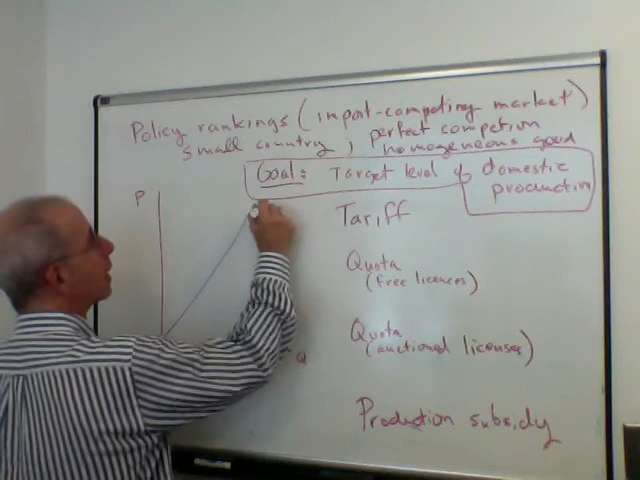 Policy rankings (import-competing market)
small country, perfect competion
homogeneous good
Goal: Target level of domestic
production
P
Tariff
Quota
(free licences)
Quota
(auctioned licenses)
Q
Production subsidy